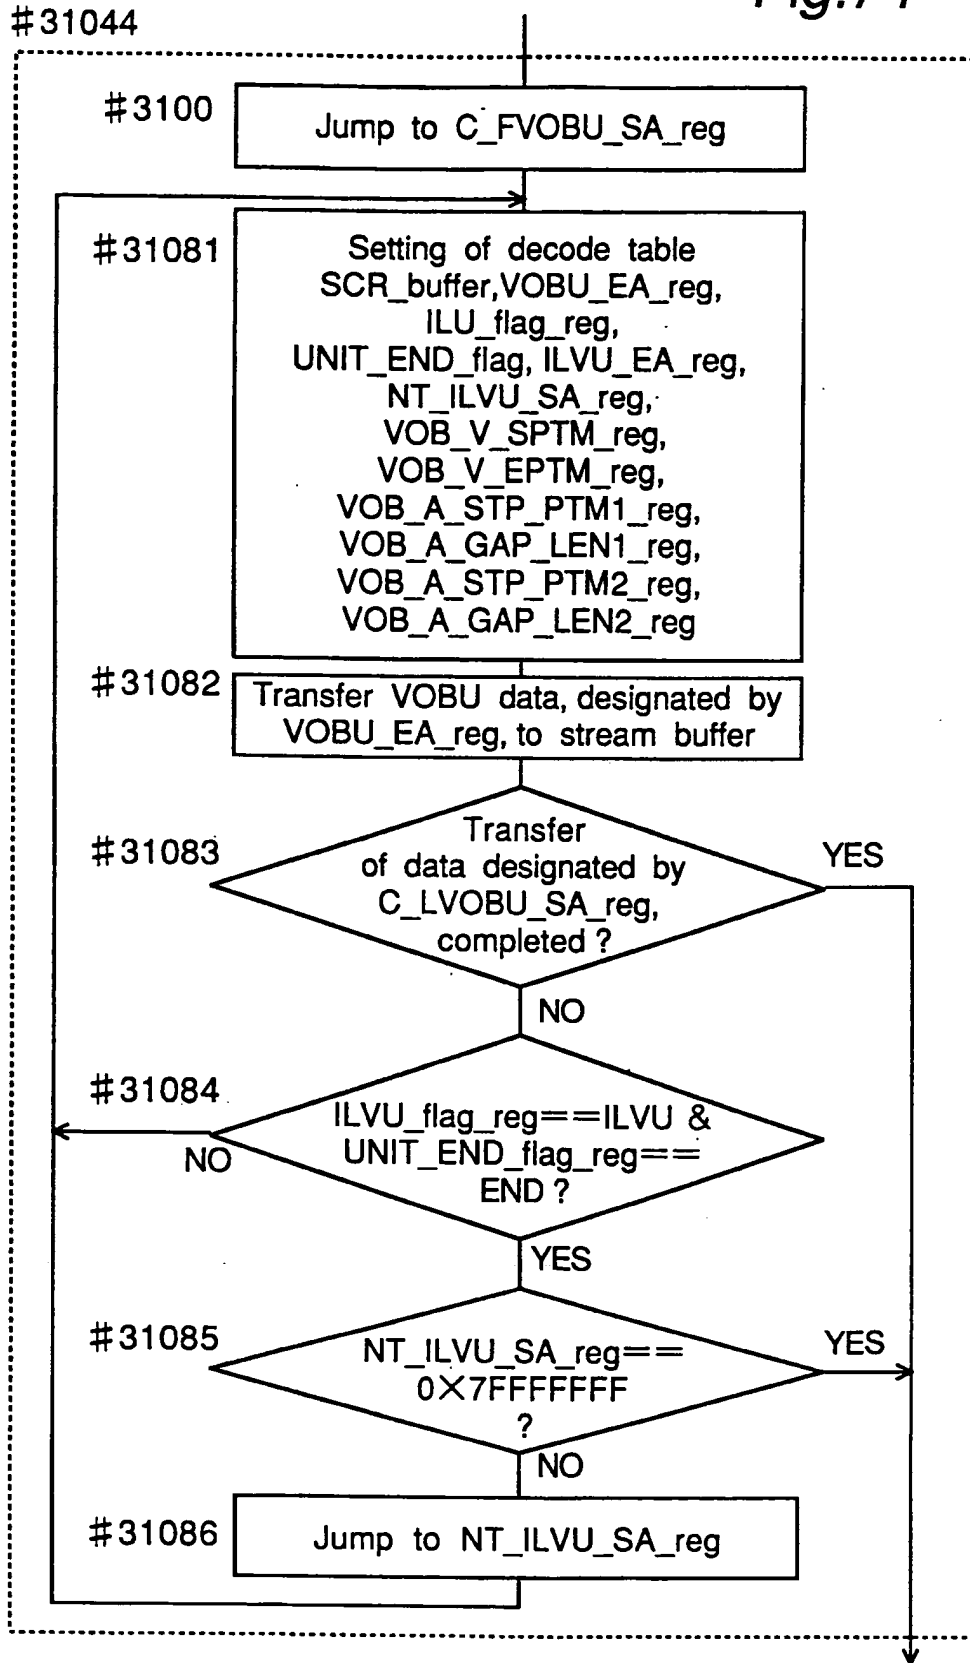 #31044
#3100
Jump to C_FVOBU_SA_reg
#31081
Setting of decode table
SCR_buffer,VOBU_EA_reg,
ILU_flag_reg,
UNIT_END_flag, ILVU_EA_reg,
NT_ILVU_SA_reg,
VOB_V_SPTM_reg,
VOB_V_EPTM_reg,
VOB_A_STP_PTM1_reg,
VOB_A_GAP_LEN1_reg,
VOB_A_STP_PTM2_reg,
VOB_A_GAP_LEN2_reg
#31082
Transfer VOBU data, designated by
VOBU_EA_reg, to stream buffer
#31083
Transfer
of data designated by
C_LVOBU_SA_reg,
completed ?
YES
NO
#31084
ILVU_flag_reg==ILVU &
UNIT_END_flag_reg==
END ?
NO
YES
#31085
NT_ILVU_SA_reg==
0X7FFFFFFF
?
YES
NO
#31086
Jump to NT_ILVU_SA_reg